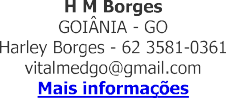 H M Borges
GOIÂNIA - GO
Harley Borges - 62 3581-0361
vitalmedgo@gmail.com
Mais informações